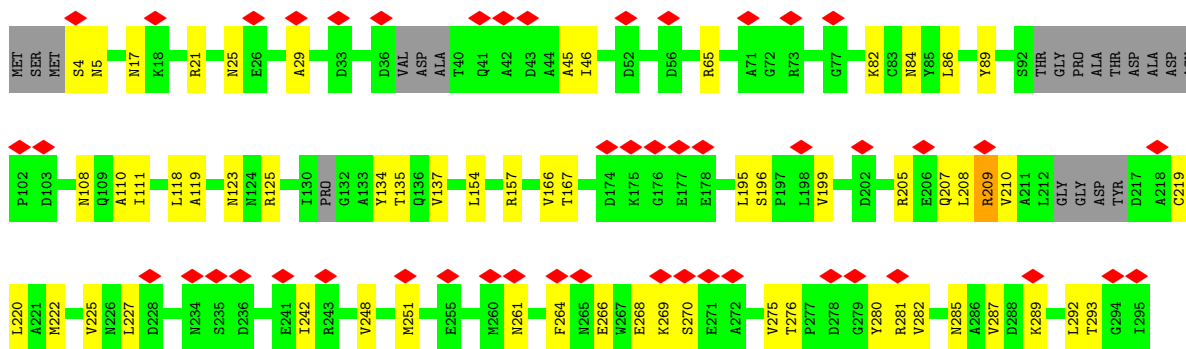 MET SER MET S4 N5 N17 K18 R21 N25 E26 A29 D33 D36 VAL ASP ALA T40 Q41 A42 D43 A44 A45 I46 D52 D56 R65 A71 G72 R73 G77 K82 C83 N84 Y85 L86 Y89 S92 THR GLY PRO ALA THR ASP ALA ASP
P102 D103 N108 Q109 A110 I111 L118 A119 N123 N124 R125 I130 PRO G132 A133 Y134 T135 Q136 V137 L154 R157 V166 T167 D174 K175 G176 E177 E178 L195 S196 P197 L198 V199 D202 R205 E206 Q207 L208 R209 V210 A211 L212 GLY GLY ASP TYR D217 A218 C219
L220 A221 M222 V225 N226 L227 D228 N234 S235 D236 E241 I242 R243 V248 M251 E255 M260 N261 F264 N265 E266 W267 E268 K269 S270 E271 A272 V275 T276 P277 D278 G279 Y280 R281 V282 N285 A286 V287 D288 K289 L292 T293 G294 I295